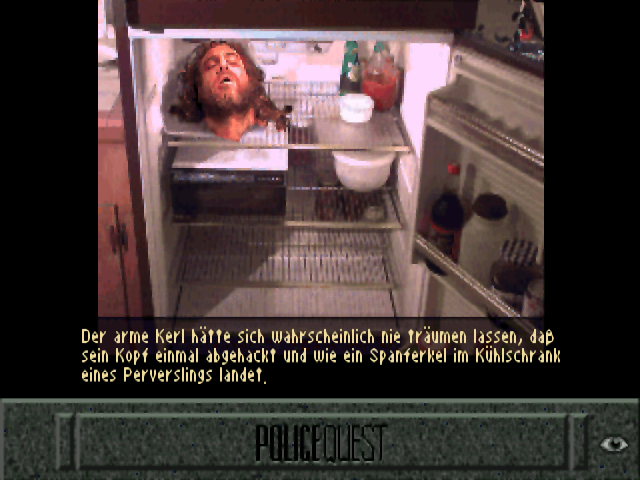 Der arme Kerl hätte sich wahrscheinlich nie träumen lassen, daß
sein Kopf einmal abgehackt und wie ein Spanferkel im Kühlschrank
eines Perverslings landet.
POLICEQUEST